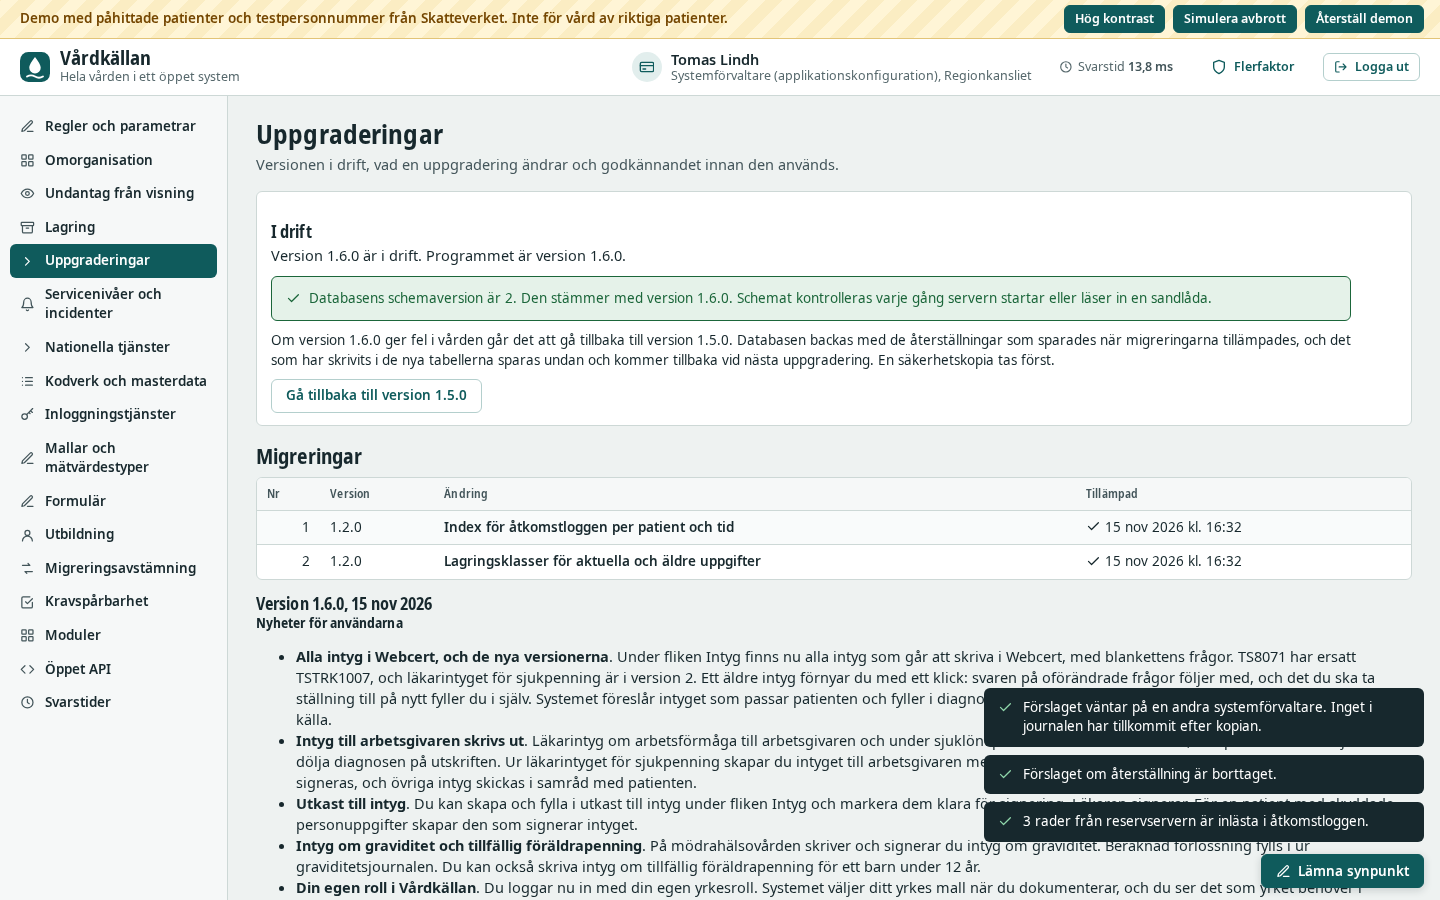 Demo med påhittade patienter och testpersonnummer från Skatteverket. Inte för vård av riktiga patienter.
Hög kontrast
Simulera avbrott
Återställ demon
Vårdkällan
Hela vården i ett öppet system
Tomas Lindh
Systemförvaltare (applikationskonfiguration), Regionkansliet
Svarstid 13,8 ms
Flerfaktor
Logga ut
Regler och parametrar
Omorganisation
Undantag från visning
Lagring
Uppgraderingar
Servicenivåer och
incidenter
Nationella tjänster
Kodverk och masterdata
Inloggningstjänster
Mallar och
mätvärdestyper
Formulär
Utbildning
Migreringsavstämning
Kravspårbarhet
Moduler
Öppet API
Svarstider
Uppgraderingar
Versionen i drift, vad en uppgradering ändrar och godkännandet innan den används.
I drift
Version 1.6.0 är i drift. Programmet är version 1.6.0.
Databasens schemaversion är 2. Den stämmer med version 1.6.0. Schemat kontrolleras varje gång servern startar eller läser in en sandlåda.
Om version 1.6.0 ger fel i vården går det att gå tillbaka till version 1.5.0. Databasen backas med de återställningar som sparades när migreringarna tillämpades, och det
som har skrivits i de nya tabellerna sparas undan och kommer tillbaka vid nästa uppgradering. En säkerhetskopia tas först.
Gå tillbaka till version 1.5.0
Migreringar
Nr Version Ändring Tillämpad
1 1.2.0 Index för åtkomstloggen per patient och tid 15 nov 2026 kl. 16:32
2 1.2.0 Lagringsklasser för aktuella och äldre uppgifter 15 nov 2026 kl. 16:32
Version 1.6.0, 15 nov 2026
Nyheter för användarna
Alla intyg i Webcert, och de nya versionerna. Under fliken Intyg finns nu alla intyg som går att skriva i Webcert, med blankettens frågor. TS8071 har ersatt
TSTRK1007, och läkarintyget för sjukpenning är i version 2. Ett äldre intyg förnyar du med ett klick: svaren på oförändrade frågor följer med, och det du ska ta
ställning till på nytt fyller du i själv. Systemet föreslår intyget som passar patienten och fyller i
källa.
Intyg till arbetsgivaren skrivs ut. Läkarintyg om arbetsförmåga till arbetsgivaren och under
dölja diagnosen på utskriften. Ur läkarintyget för sjukpenning skapar du intyget till arbetsgivaren
signeras, och övriga intyg skickas i samråd med patienten.
Utkast till intyg. Du kan skapa och fylla i utkast till intyg under fliken Intyg och markera dem klara för signering. Läkaren signerar. För en patient med skyddade
personuppgifter skapar den som signerar intyget.
Intyg om graviditet och tillfällig föräldrapenning. På mödrahälsovården skriver och signerar du intyg om graviditet. Beräknad förlossning fylls i ur
graviditetsjournalen. Du kan också skriva intyg om tillfällig föräldrapenning för ett barn under 12 år.
Din egen roll i Vårdkällan. Du loggar nu in med din egen yrkesroll. Systemet väljer ditt yrkes mall när du dokumenterar, och du ser det som yrket behöver i
Förslaget väntar på en andra systemförvaltare. Inget i
journalen har tillkommit efter kopian.
Förslaget om återställning är borttaget.
3 rader från reservservern är inlästa i åtkomstloggen.
Lämna synpunkt